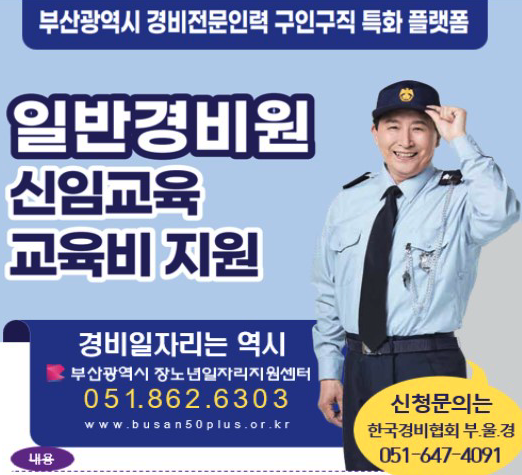 부산광역시 경비전문인력 구인구직 특화 플랫폼
일반경비원
신임교육
교육비 지원
경비일자리는 역시
부산광역시 장노년일자리지원센터
051.862.6303
www.busan50plus.or.kr
신청문의는
한국경비협회 부.울.경
051-647-4091
내용